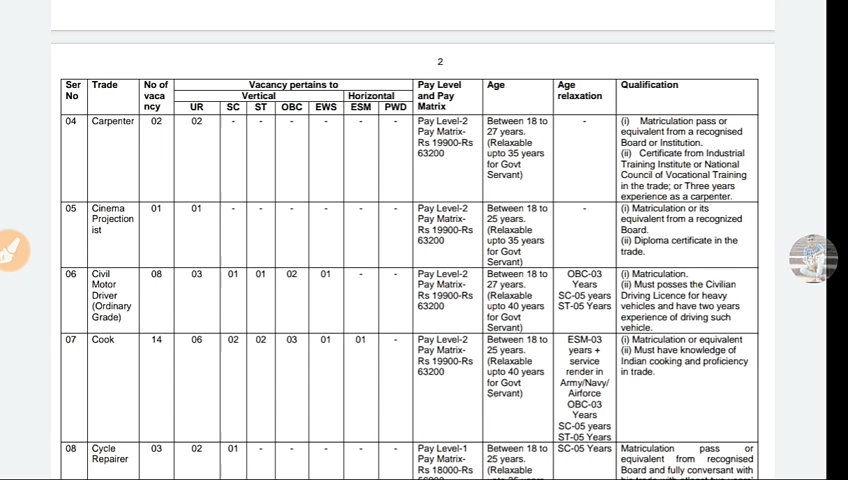 2
Ser No Trade No of vaca ncy Vacancy pertains to Pay Level and Pay Matrix Age Age relaxation Qualification
Vertical Horizontal
UR SC ST OBC EWS ESM PWD
04 Carpenter 02 02 - - - - - - Pay Level-2 Between 18 to - (i) Matriculation pass or
Pay Matrix- 27 years. equivalent from a recognised
Rs 19900-Rs (Relaxable Board or Institution.
63200 upto 35 years (ii) Certificate from Industrial
for Govt Training Institute or National
Servant) Council of Vocational Training
in the trade; or Three years
experience as a carpenter.
05 Cinema 01 01 - - - - - - Pay Level-2 Between 18 to - (i) Matriculation or its
Projection Pay Matrix- 25 years. equivalent from a recognized
ist Rs 19900-Rs (Relaxable Board.
63200 upto 35 years (ii) Diploma certificate in the
for Govt trade.
Servant)
06 Civil 08 03 01 01 02 01 - - Pay Level-2 Between 18 to OBC-03 (i) Matriculation.
Motor Pay Matrix- 27 years. Years (ii) Must posses the Civilian
Driver Rs 19900-Rs (Relaxable SC-05 years Driving Licence for heavy
(Ordinary 63200 upto 40 years ST-05 Years vehicles and have two years
Grade) for Govt experience of driving such
Servant) vehicle.
07 Cook 14 06 02 02 03 01 01 - Pay Level-2 Between 18 to ESM-03 (i) Matriculation or equivalent
Pay Matrix- 25 years. years + (ii) Must have knowledge of
Rs 19900-Rs (Relaxable service Indian cooking and proficiency
63200 upto 40 years render in in trade.
for Govt Army/Navy/
Servant) Airforce
OBC-03
Years
SC-05 years
ST-05 Years
08 Cycle 03 02 01 - - - - - Pay Level-1 Between 18 to SC-05 Years Matriculation pass or
Repairer Pay Matrix- 25 years. equivalent from recognised
Rs 18000-Rs (Relaxable Board and fully conversant with